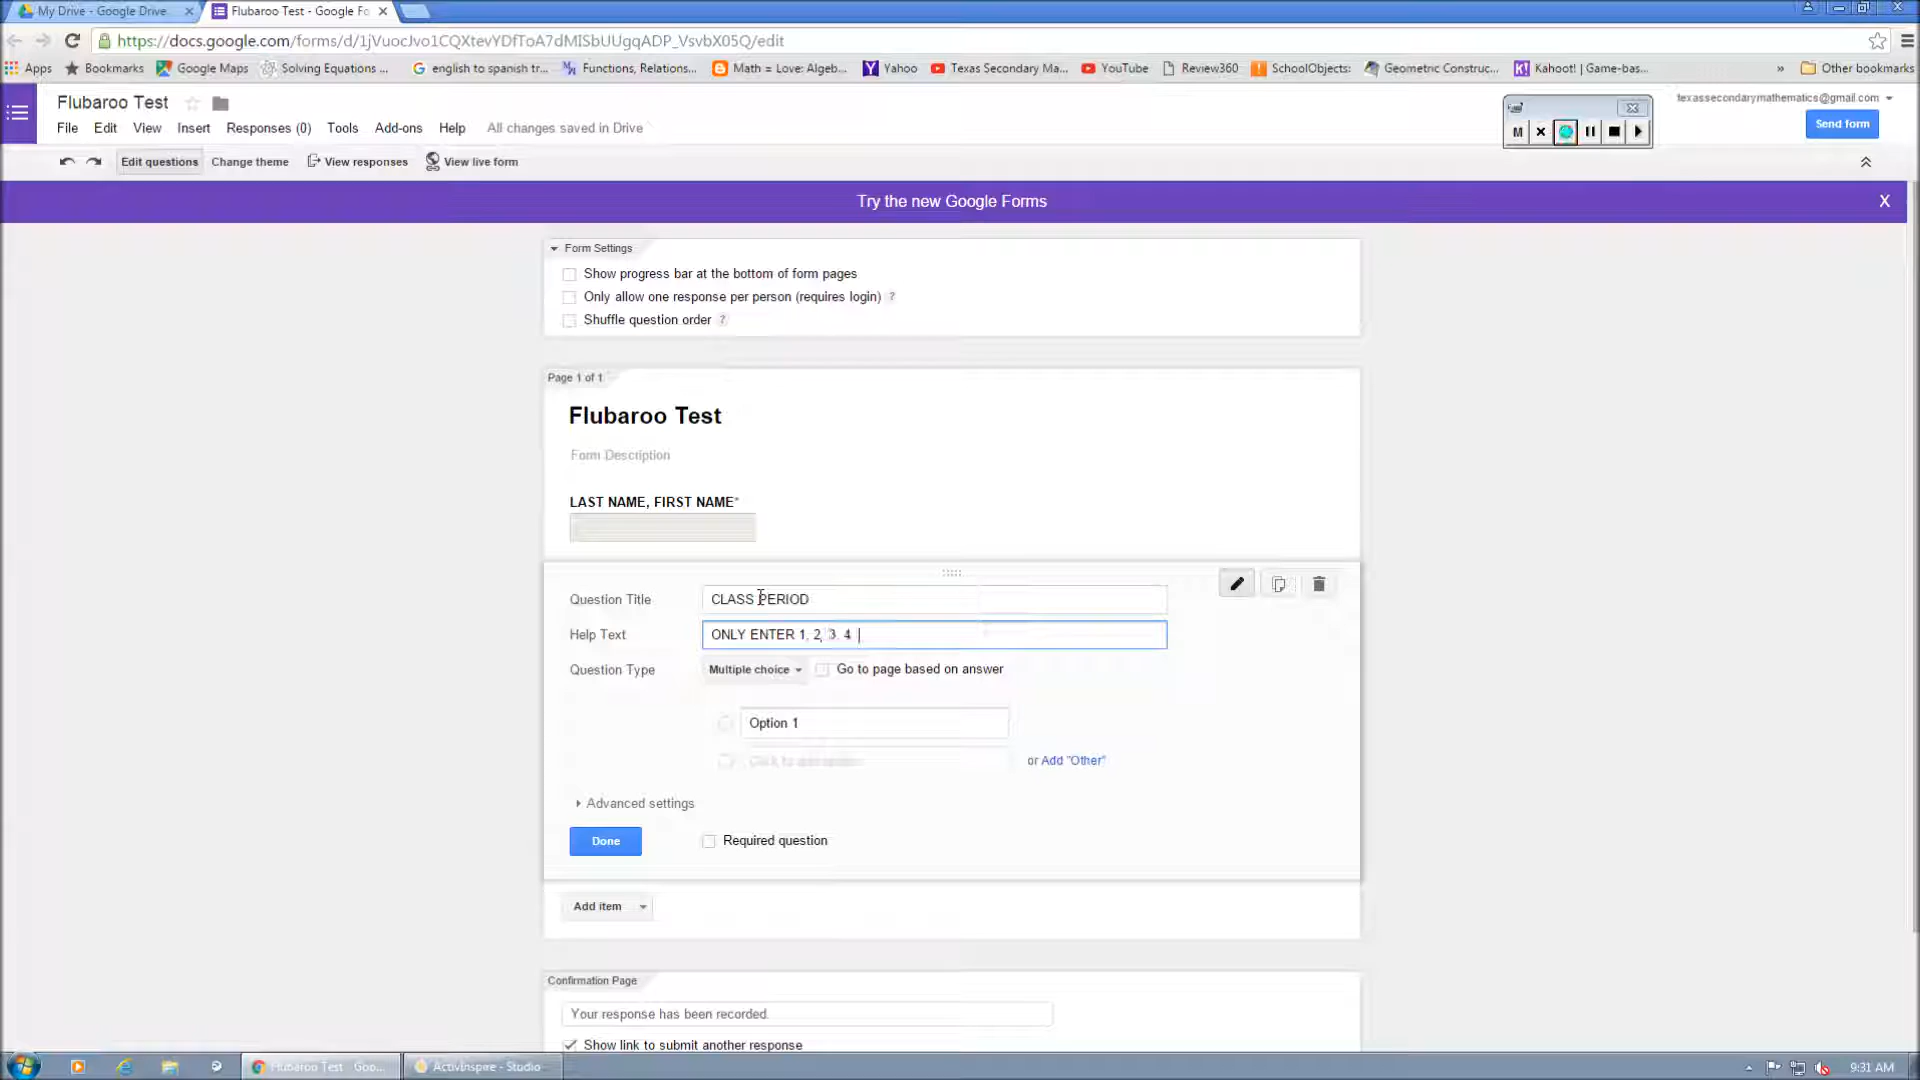 My Drive - Google Drive
Flubaroo Test - Google Fo
https://docs.google.com/forms/d/1jVuocJvo1CQXtevYDfToA7dMISbUUgqADP_VsvbX05Q/edit
Apps Bookmarks Google Maps Solving Equations ... english to spanish tr... Functions, Relations... Math = Love: Algeb... Yahoo Texas Secondary Ma... YouTube Review360 SchoolObjects: Geometric Construc... Kahoot! | Game-bas... » Other bookmarks
Flubaroo Test
texassecondarymathematics@gmail.com
File Edit View Insert Responses (0) Tools Add-ons Help All changes saved in Drive
M
Send form
Edit questions Change theme View responses View live form
Try the new Google Forms
X
Form Settings
Show progress bar at the bottom of form pages
Only allow one response per person (requires login) ?
Shuffle question order ?
Page 1 of 1
Flubaroo Test
Form Description
LAST NAME, FIRST NAME*
Question Title CLASS PERIOD
Help Text ONLY ENTER 1, 2, 3, 4
Question Type Multiple choice Go to page based on answer
Option 1
Click to add option or Add "Other"
Advanced settings
Done Required question
Add item
Confirmation Page
Your response has been recorded.
Show link to submit another response
Flubaroo Test - Goo... ActivInspire - Studio 9:31 AM